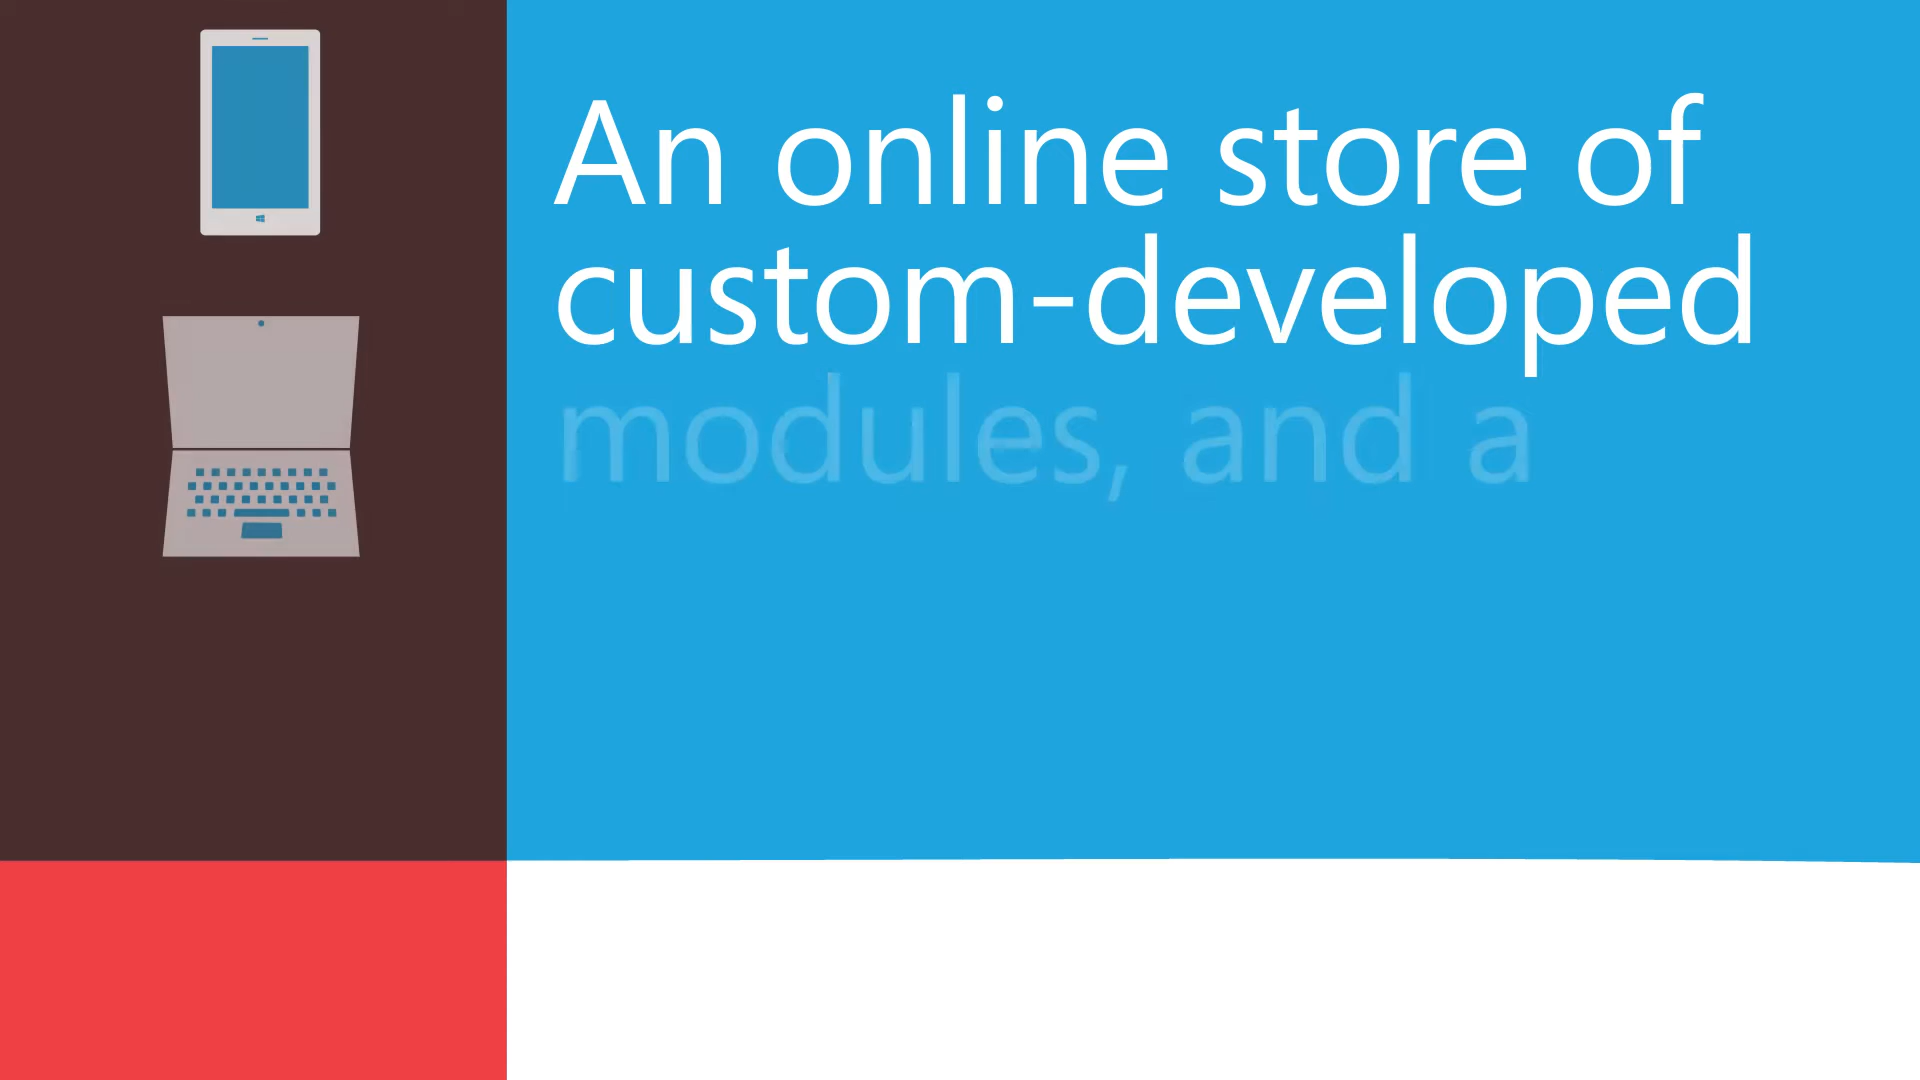 An online store of
custom-developed
modules, and a